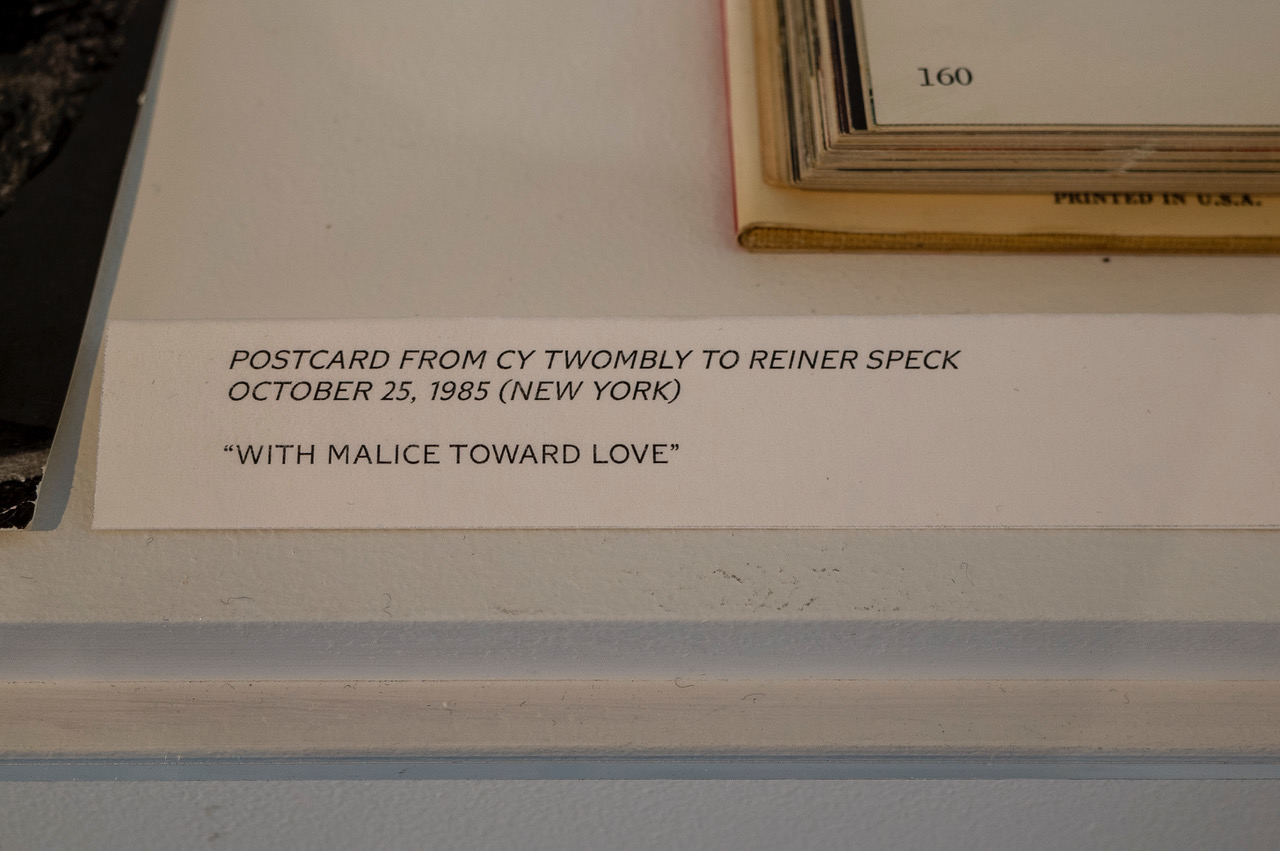 160
PRINTED IN U.S.A.
POSTCARD FROM CY TWOMBLY TO REINER SPECK
OCTOBER 25, 1985 (NEW YORK)
“WITH MALICE TOWARD LOVE”